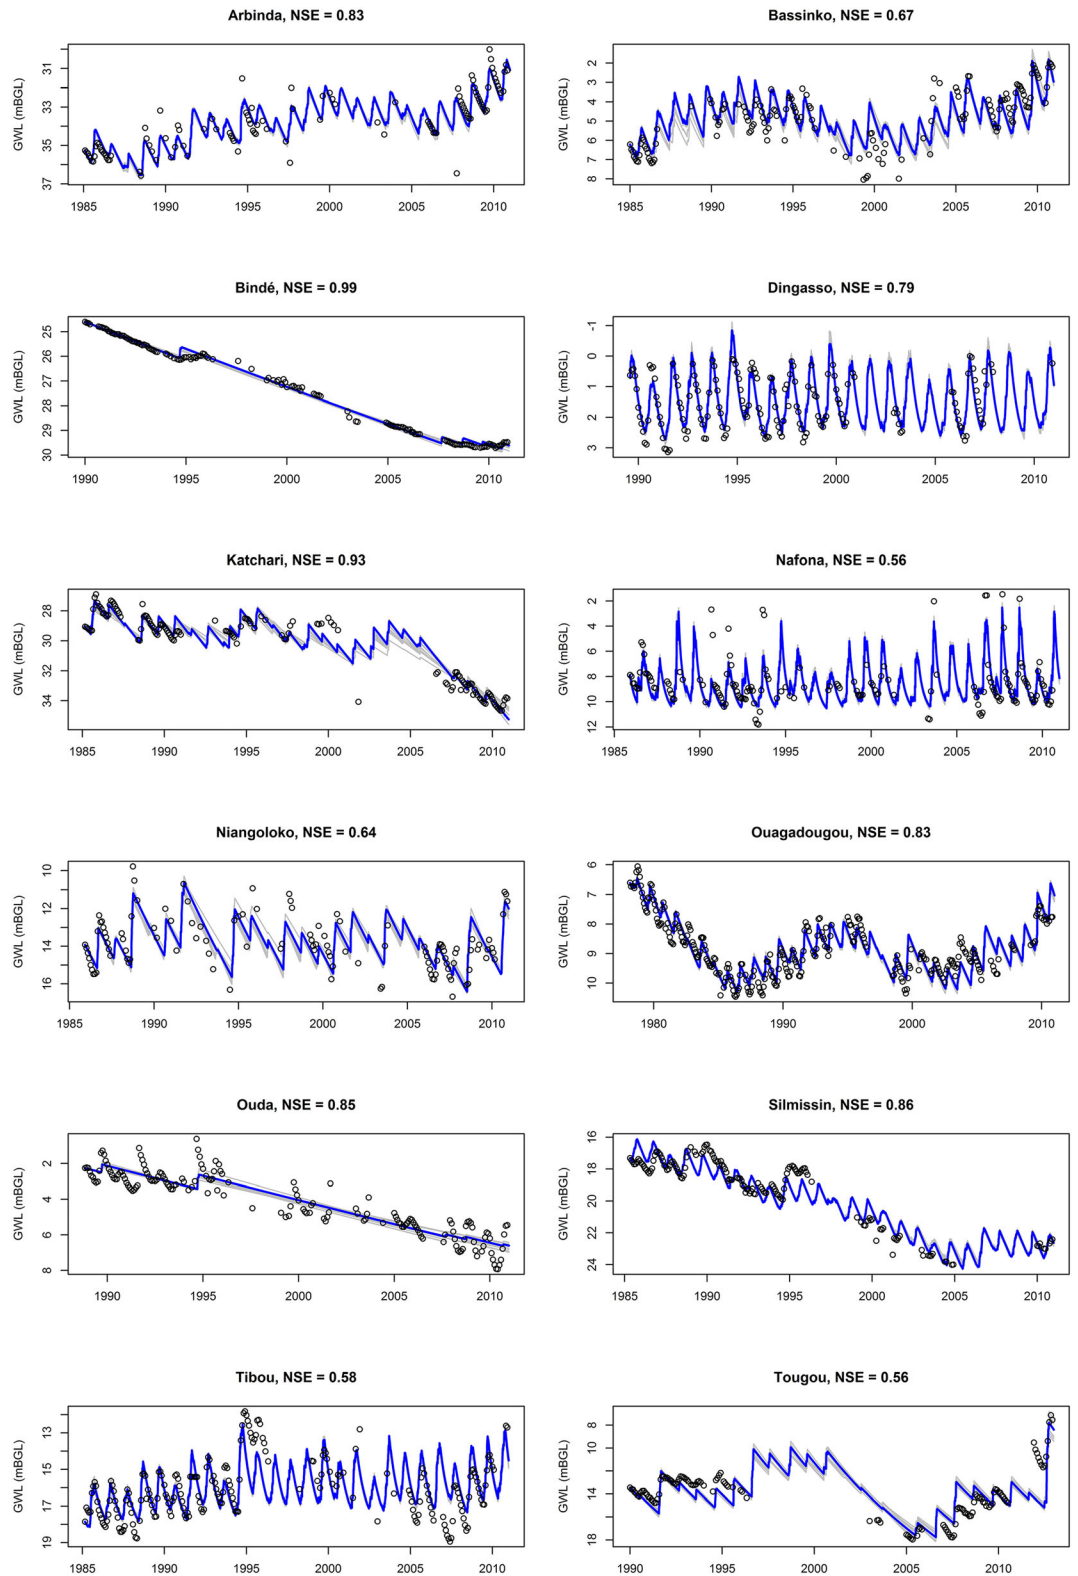 Arbinda, NSE = 0.83
GWL (mBGL)
31
33
35
37
1985 1990 1995 2000 2005 2010
Bassinko, NSE = 0.67
GWL (mBGL)
2
3
4
5
6
7
8
1985 1990 1995 2000 2005 2010
Bindé, NSE = 0.99
GWL (mBGL)
25
26
27
28
29
30
1990 1995 2000 2005 2010
Dingasso, NSE = 0.79
GWL (mBGL)
-1
0
1
2
3
1990 1995 2000 2005 2010
Katchari, NSE = 0.93
GWL (mBGL)
28
30
32
34
1985 1990 1995 2000 2005 2010
Nafona, NSE = 0.56
GWL (mBGL)
2
4
6
8
10
12
1985 1990 1995 2000 2005 2010
Niangoloko, NSE = 0.64
GWL (mBGL)
10
12
14
16
1985 1990 1995 2000 2005 2010
Ouagadougou, NSE = 0.83
GWL (mBGL)
6
7
8
9
10
1980 1990 2000 2010
Ouda, NSE = 0.85
GWL (mBGL)
2
4
6
8
1990 1995 2000 2005 2010
Silmissin, NSE = 0.86
GWL (mBGL)
16
18
20
22
24
1985 1990 1995 2000 2005 2010
Tibou, NSE = 0.58
GWL (mBGL)
13
15
17
19
1985 1990 1995 2000 2005 2010
Tougou, NSE = 0.56
GWL (mBGL)
8
10
14
18
1990 1995 2000 2005 2010